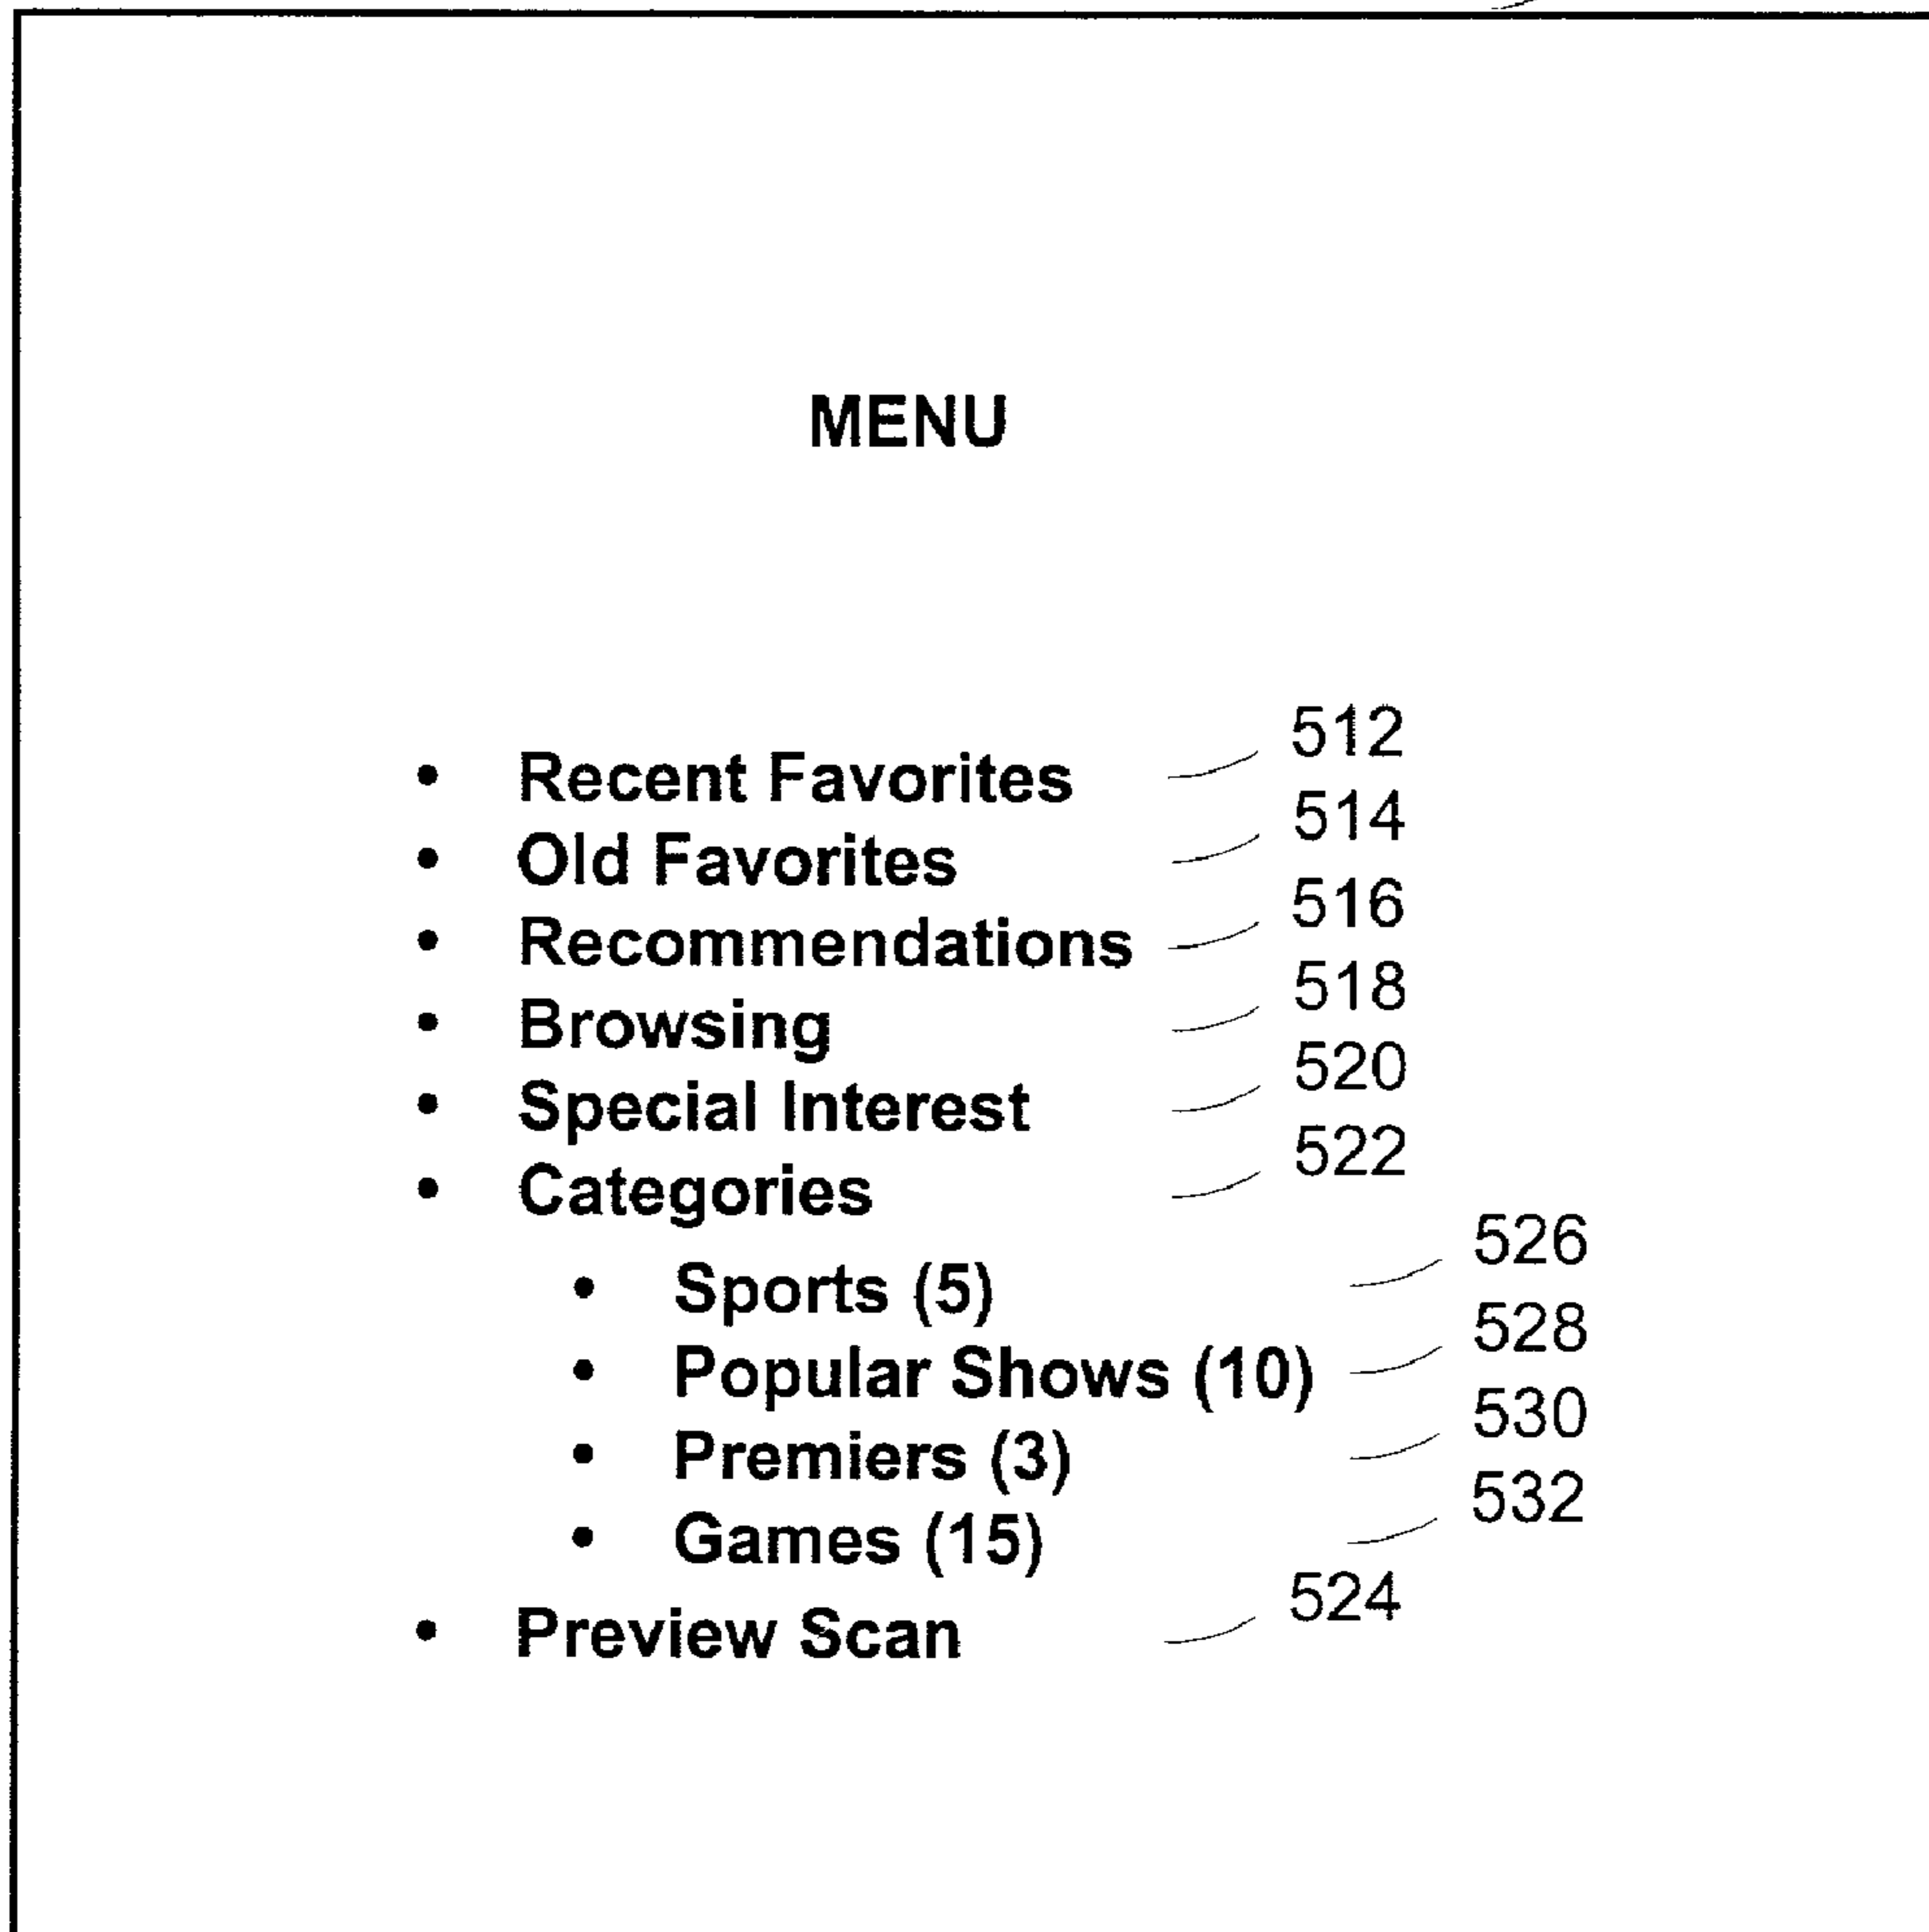 MENU
• Recent Favorites 512
• Old Favorites 514
• Recommendations 516
• Browsing 518
• Special Interest 520
• Categories 522
• Sports (5) 526
• Popular Shows (10) 528
• Premiers (3) 530
• Games (15) 532
• Preview Scan 524